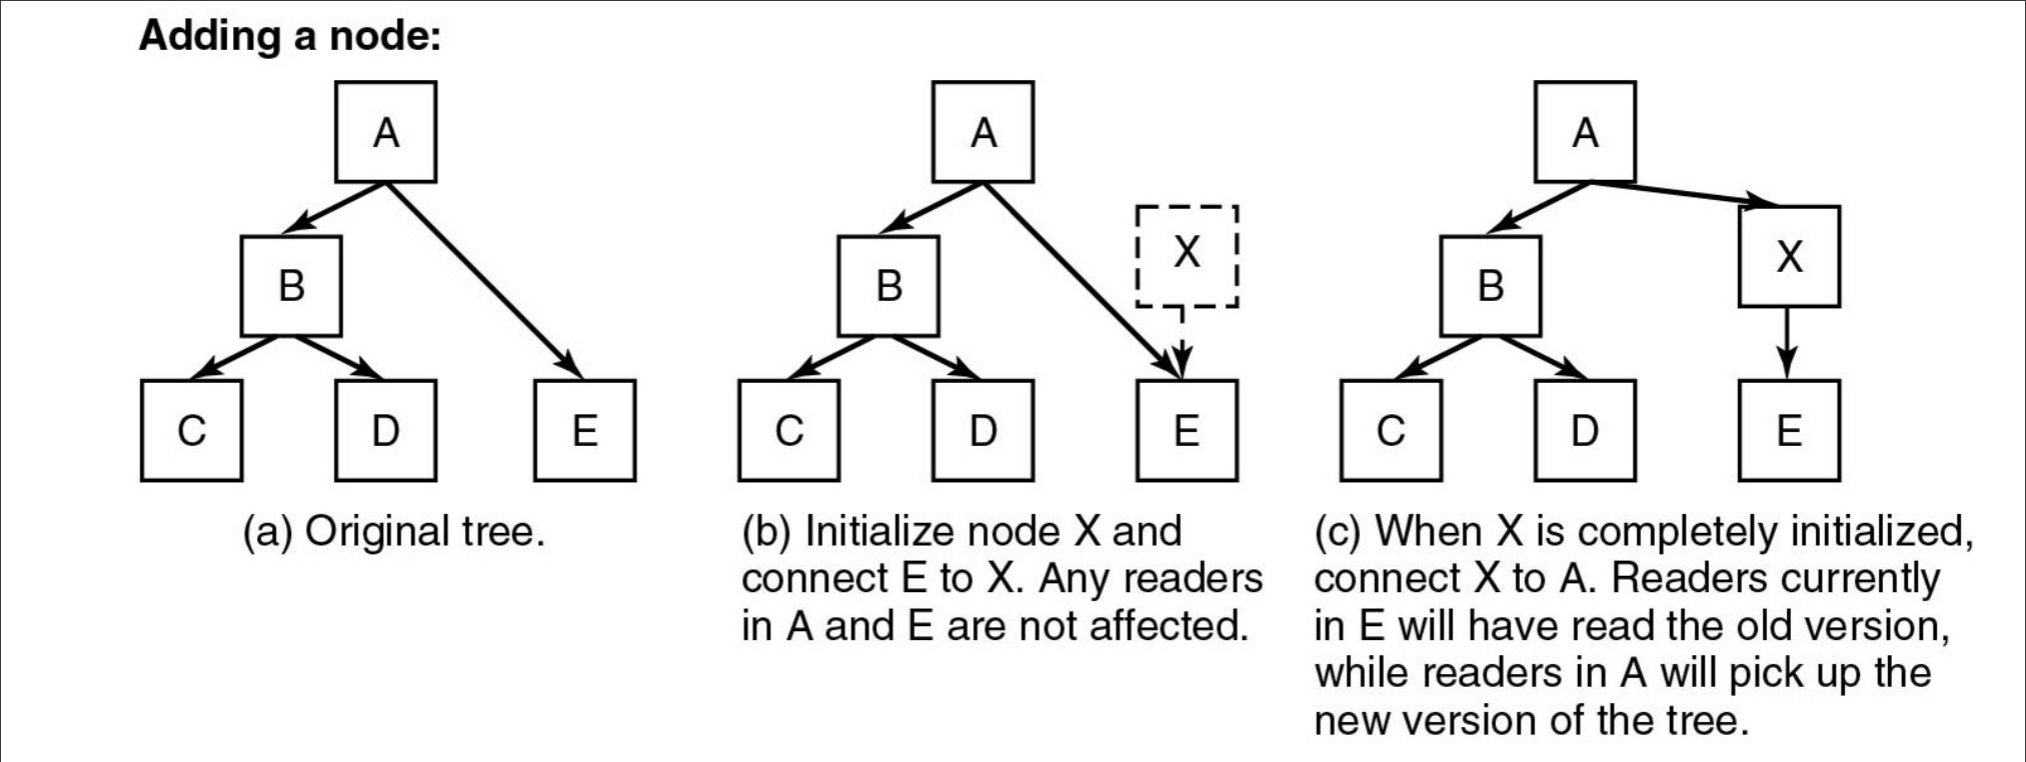 Adding a node:
A
B
C
D
E
(a) Original tree.
A
X
B
C
D
E
(b) Initialize node X and
connect E to X. Any readers
in A and E are not affected.
A
X
B
C
D
E
(c) When X is completely initialized,
connect X to A. Readers currently
in E will have read the old version,
while readers in A will pick up the
new version of the tree.